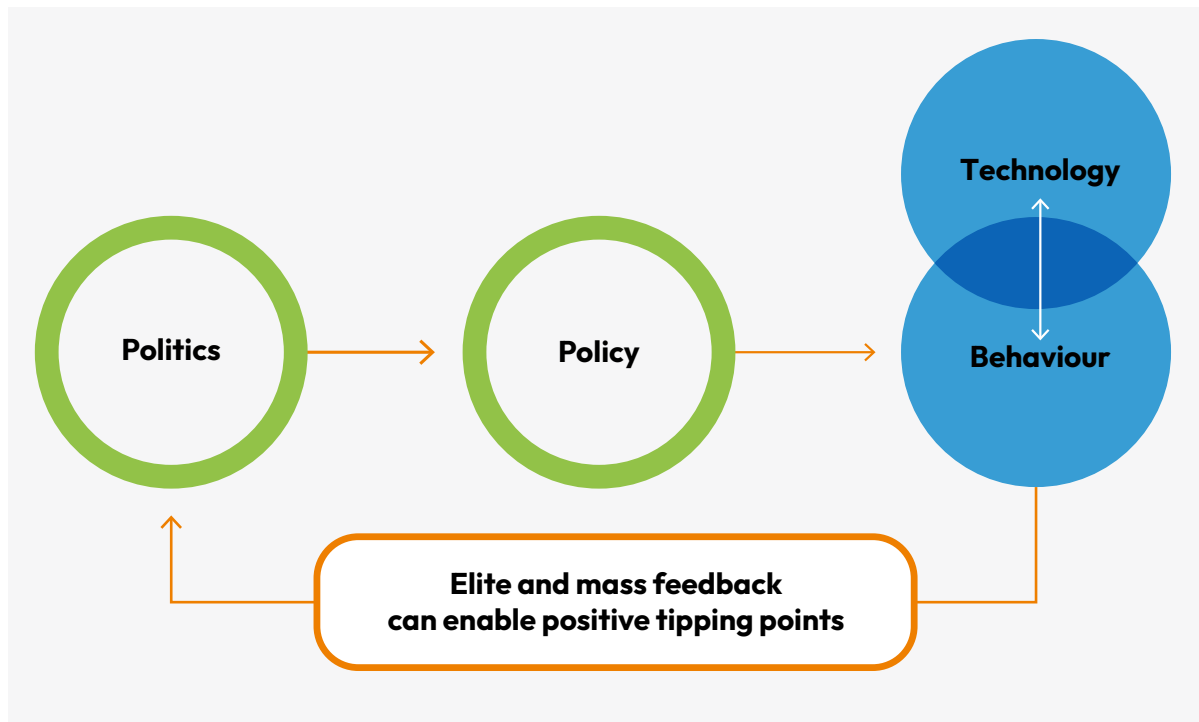 Technology
Politics
Policy
Behaviour
Elite and mass feedback
can enable positive tipping points